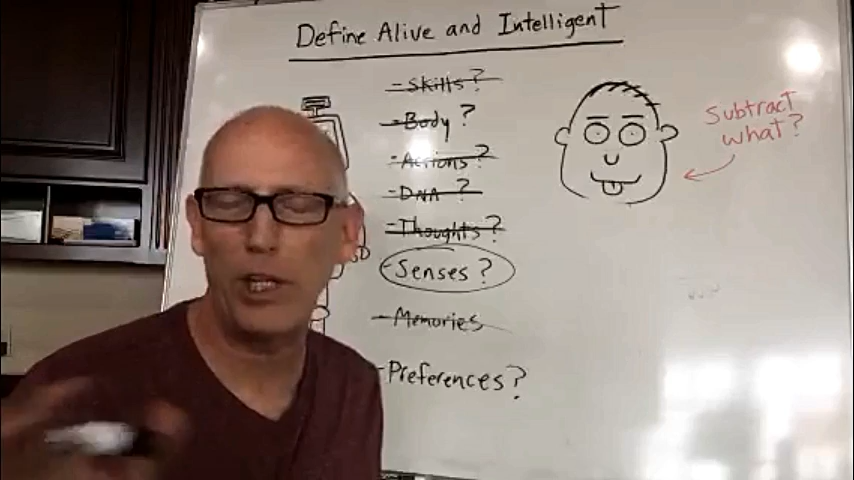 Define Alive and Intelligent
- Skills?
- Body?
- Actions?
- DNA?
- Thoughts?
- Senses?
- Memories
- Preferences?
Subtract
what?